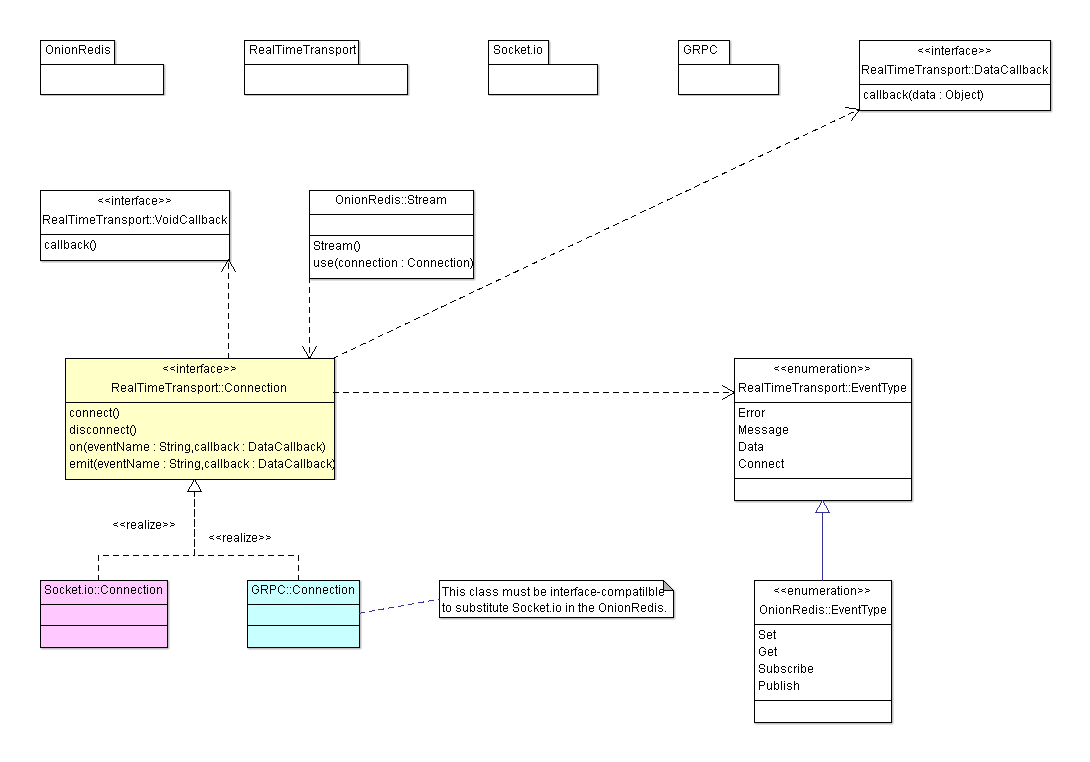 OnionRedis
RealTimeTransport
Socket.io
GRPC
<<interface>>
RealTimeTransport::DataCallback
callback(data : Object)
<<interface>>
RealTimeTransport::VoidCallback
callback()
OnionRedis::Stream
Stream()
use(connection : Connection)
<<interface>>
RealTimeTransport::Connection
connect()
disconnect()
on(eventName : String,callback : DataCallback)
emit(eventName : String,callback : DataCallback)
<<enumeration>>
RealTimeTransport::EventType
Error
Message
Data
Connect
<<realize>>
<<realize>>
Socket.io::Connection
GRPC::Connection
This class must be interface-compatilble
to substitute Socket.io in the OnionRedis.
<<enumeration>>
OnionRedis::EventType
Set
Get
Subscribe
Publish